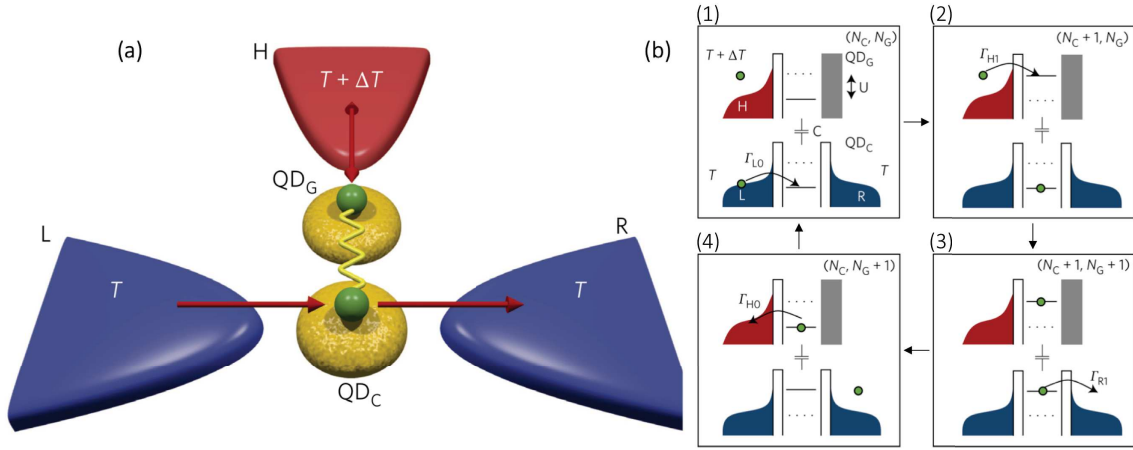 (a)
H
T + ΔT
QD_G
L
R
T
T
QD_C
(b)
(1)
(N_C, N_G)
T + ΔT
QD_G
U
H
C
QD_C
Γ_L0
T
T
L
R
(2)
(N_C + 1, N_G)
Γ_H1
(4)
(N_C, N_G + 1)
Γ_H0
(3)
(N_C + 1, N_G + 1)
Γ_R1